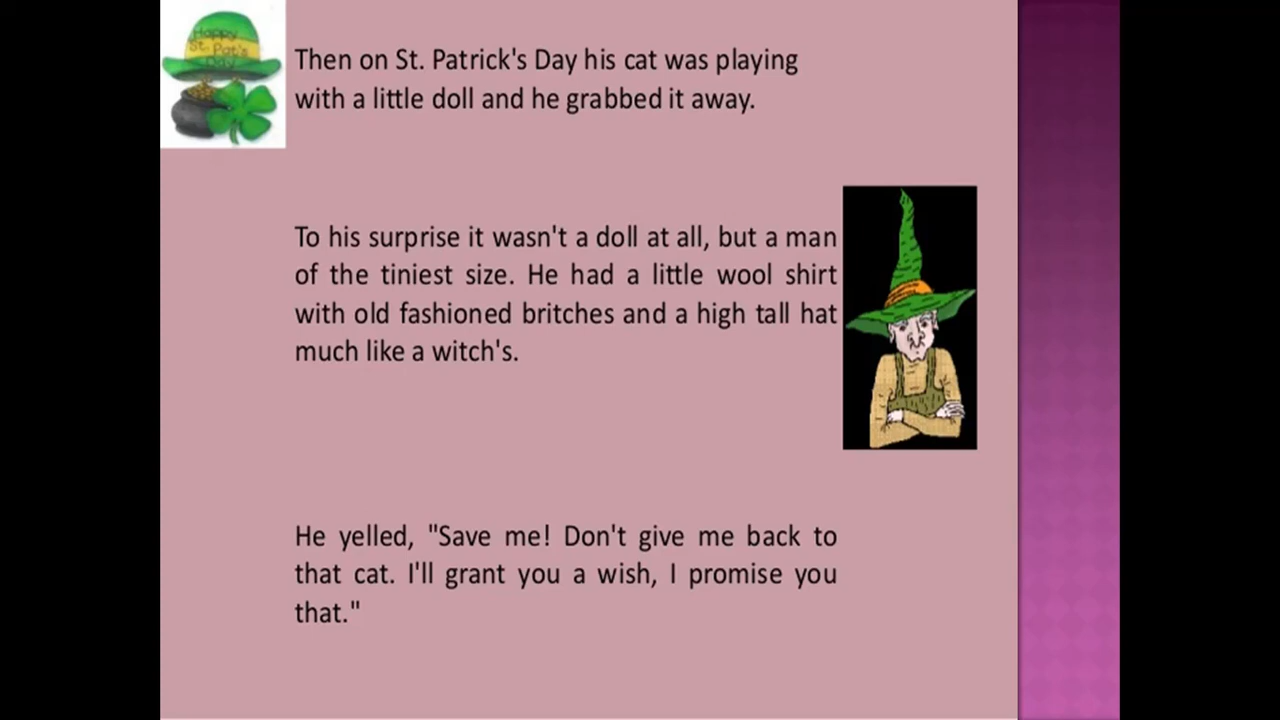 Happy
St. Pat's
Day
Then on St. Patrick's Day his cat was playing
with a little doll and he grabbed it away.
To his surprise it wasn't a doll at all, but a man
of the tiniest size. He had a little wool shirt
with old fashioned britches and a high tall hat
much like a witch's.
He yelled, "Save me! Don't give me back to
that cat. I'll grant you a wish, I promise you
that."